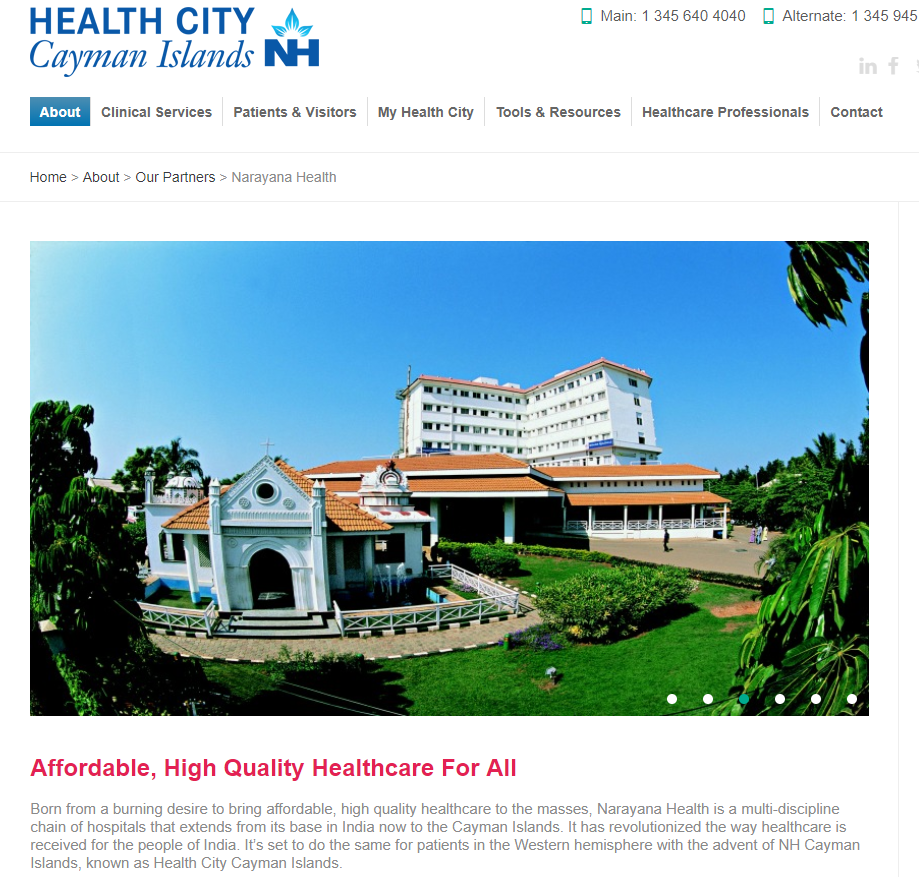 HEALTH CITY
Cayman Islands NH
Main: 1 345 640 4040
Alternate: 1 345 945
About
Clinical Services
Patients & Visitors
My Health City
Tools & Resources
Healthcare Professionals
Contact
Home > About > Our Partners > Narayana Health
Affordable, High Quality Healthcare For All
Born from a burning desire to bring affordable, high quality healthcare to the masses, Narayana Health is a multi-discipline
chain of hospitals that extends from its base in India now to the Cayman Islands. It has revolutionized the way healthcare is
received for the people of India. It’s set to do the same for patients in the Western hemisphere with the advent of NH Cayman
Islands, known as Health City Cayman Islands.